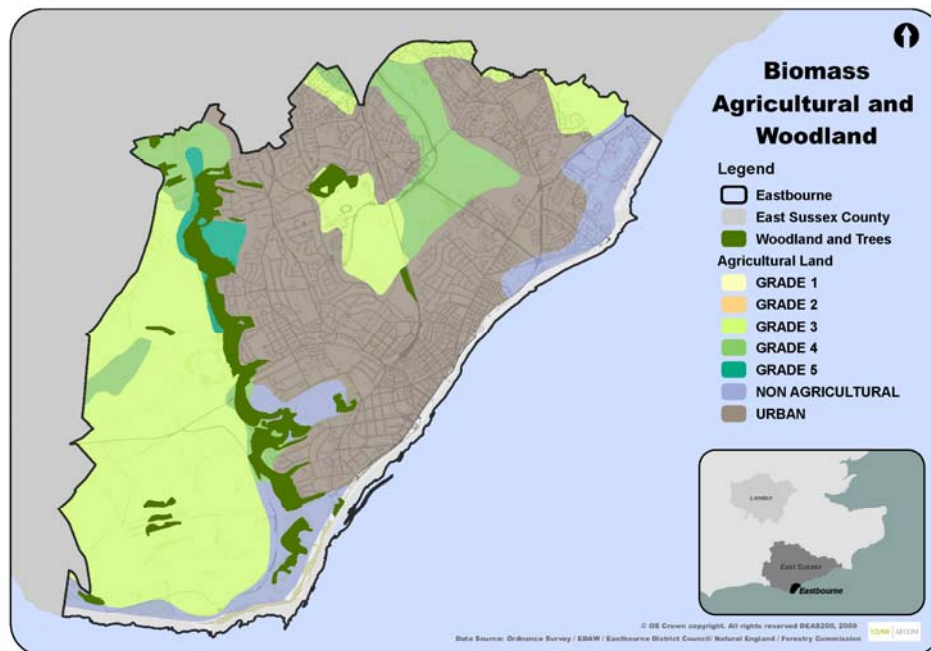 Biomass
Agricultural and
Woodland
Legend
Eastbourne
East Sussex County
Woodland and Trees
Agricultural Land
GRADE 1
GRADE 2
GRADE 3
GRADE 4
GRADE 5
NON AGRICULTURAL
URBAN
London
East Sussex
Eastbourne
© OS Crown copyright. All rights reserved DEA8200, 2009
Data Source: Ordnance Survey / EDAW / Eastbourne District Council/ Natural England / Forestry Commission
EDAW | AECOM